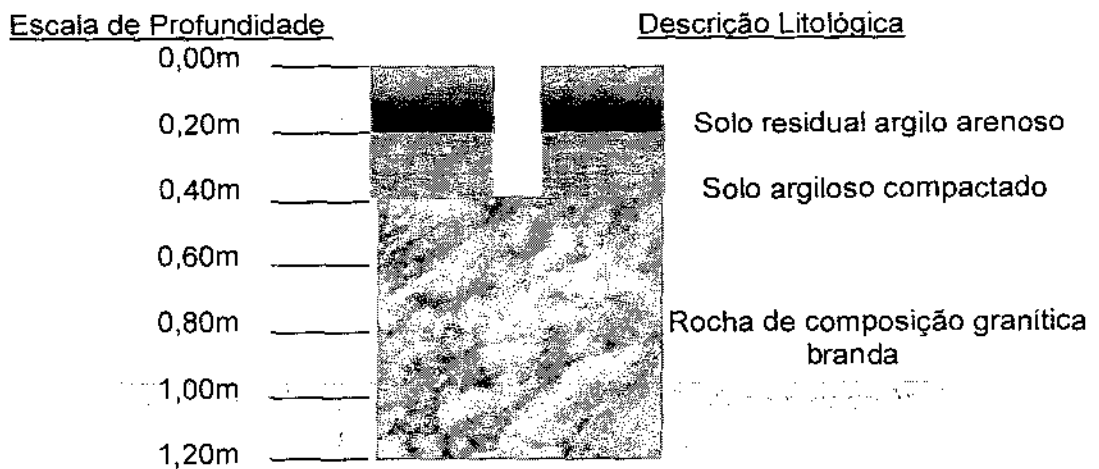 Escala de Profundidade
Descrição Litológica
0,00m
0,20m
Solo residual argilo arenoso
0,40m
Solo argiloso compactado
0,60m
0,80m
Rocha de composição granítica
branda
1,00m
1,20m